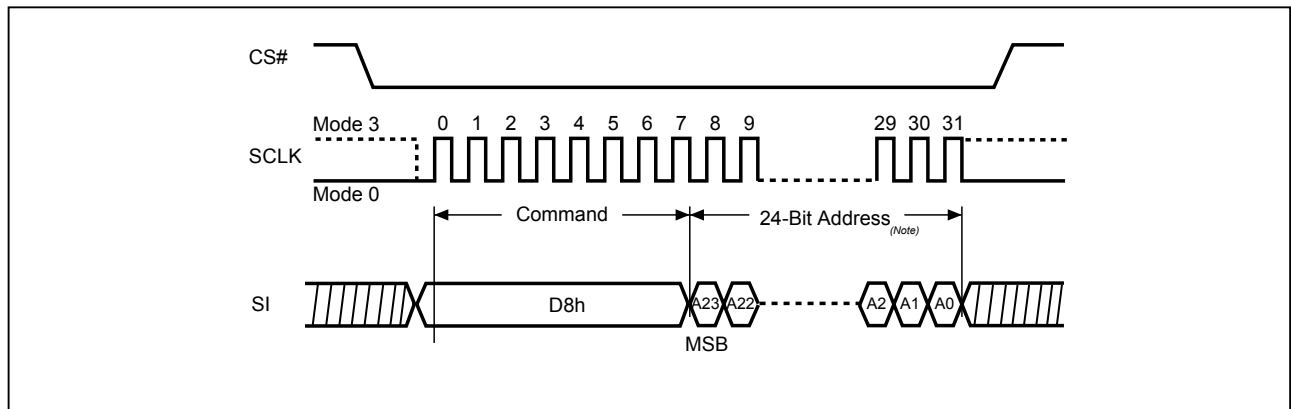 CS#
Mode 3
0 1 2 3 4 5 6 7 8 9 29 30 31
SCLK
Mode 0
Command
24-Bit Address (Note)
SI
D8h A23 A22 A2 A1 A0
MSB